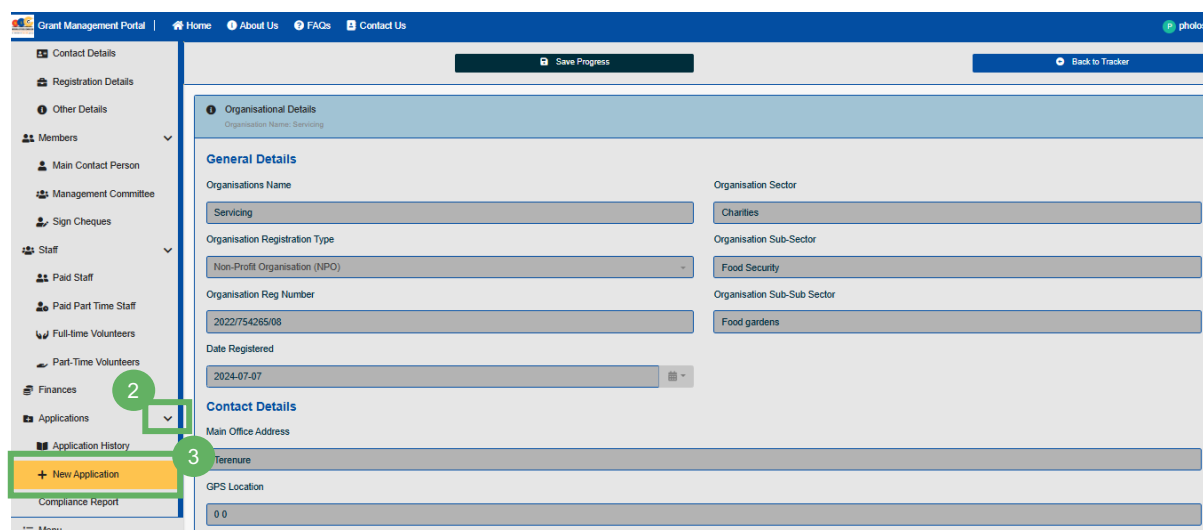 Grant Management Portal | Home About Us FAQs Contact Us P pholos
Contact Details
Registration Details
Other Details
Members
Main Contact Person
Management Committee
Sign Cheques
Staff
Paid Staff
Paid Part Time Staff
Full-time Volunteers
Part-Time Volunteers
Finances
2
Applications
Application History
3
New Application
Compliance Report
Menu
Save Progress Back to Tracker
Organisational Details
Organisation Name: Servicing
General Details
Organisations Name Organisation Sector
Servicing Charities
Organisation Registration Type Organisation Sub-Sector
Non-Profit Organisation (NPO) Food Security
Organisation Reg Number Organisation Sub-Sub Sector
2022/754265/08 Food gardens
Date Registered
2024-07-07
Contact Details
Main Office Address
Terenure
GPS Location
0 0